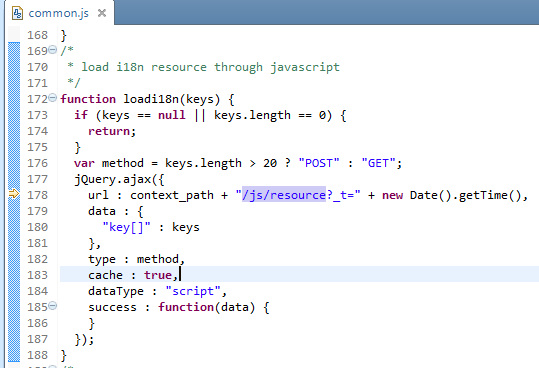 common.js
168 }
169 /*
170  * load i18n resource through javascript
171  */
172 function loadi18n(keys) {
173   if (keys == null || keys.length == 0) {
174     return;
175   }
176   var method = keys.length > 20 ? "POST" : "GET";
177   jQuery.ajax({
178     url : context_path + "/js/resource?_t=" + new Date().getTime(),
179     data : {
180       "key[]" : keys
181     },
182     type : method,
183     cache : true,
184     dataType : "script",
185     success : function(data) {
186     }
187   });
188 }